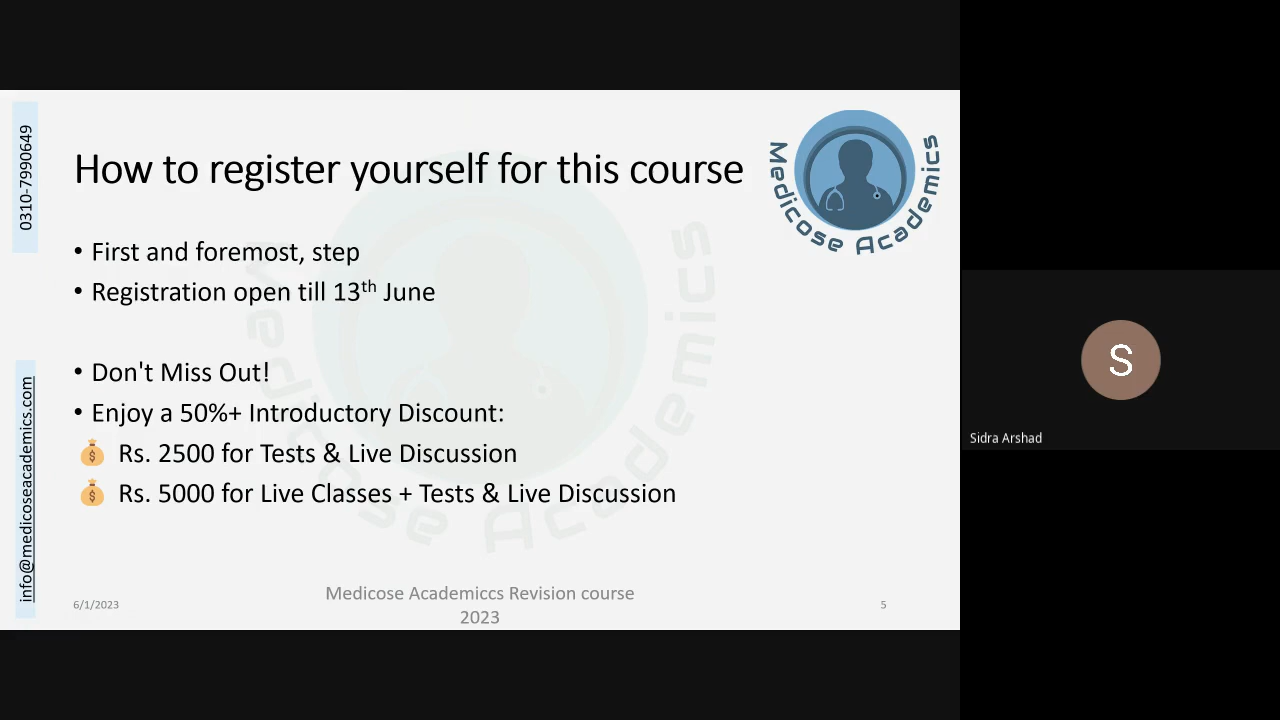 0310-7990649
info@medicoseacademics.com
How to register yourself for this course
Medicose Academics
• First and foremost, step
• Registration open till 13th June
• Don't Miss Out!
• Enjoy a 50%+ Introductory Discount:
Rs. 2500 for Tests & Live Discussion
Rs. 5000 for Live Classes + Tests & Live Discussion
Medicose Academics
6/1/2023
Medicose Academiccs Revision course
2023
5
S
Sidra Arshad